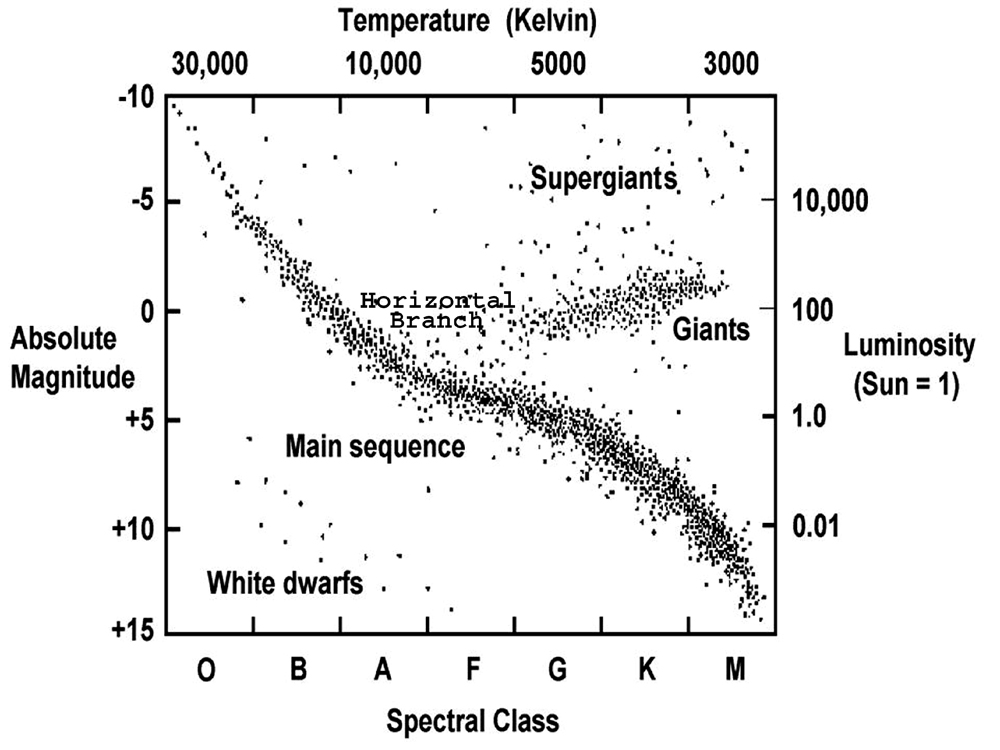 Temperature (Kelvin)
30,000 10,000 5000 3000
-10
Supergiants
-5 10,000
Horizontal
Branch
0 100
Giants
Absolute
Magnitude
Luminosity
(Sun = 1)
+5 1.0
Main sequence
+10 0.01
White dwarfs
+15
O B A F G K M
Spectral Class